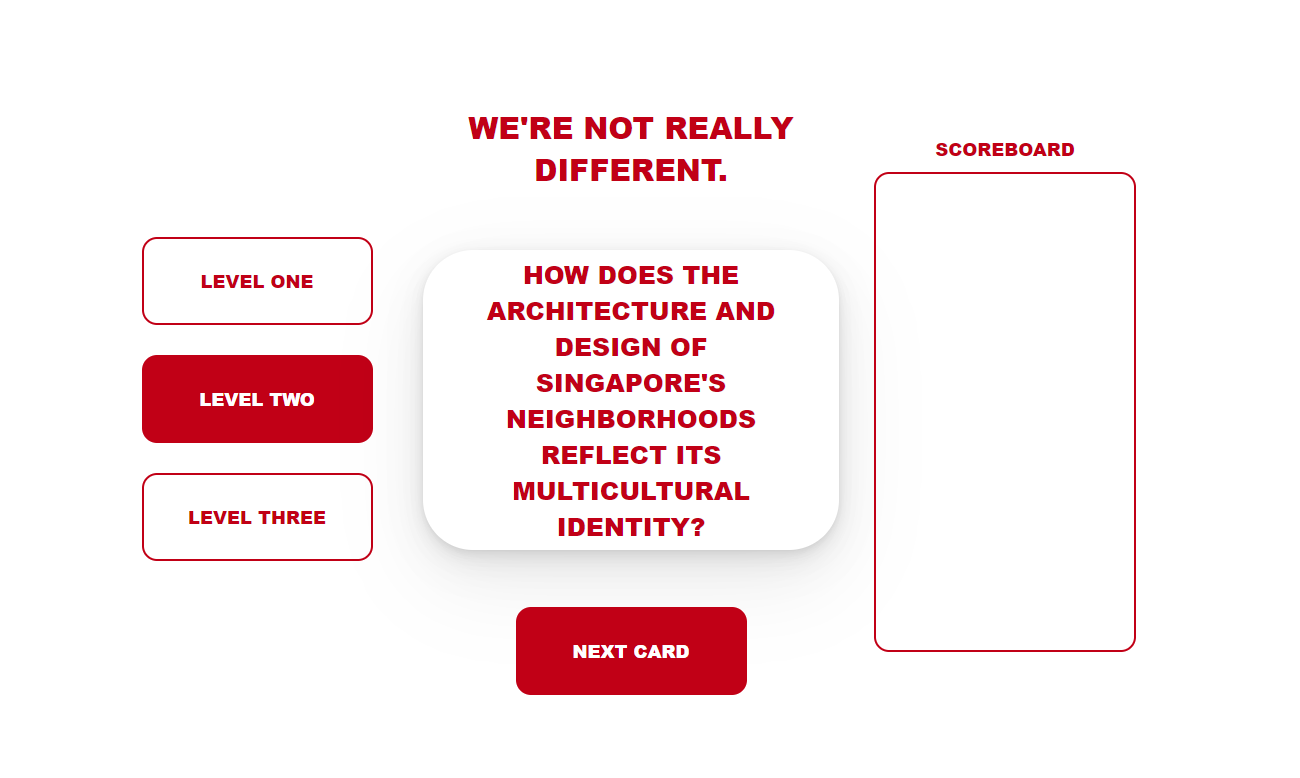 WE'RE NOT REALLY
DIFFERENT.
SCOREBOARD
LEVEL ONE
LEVEL TWO
LEVEL THREE
HOW DOES THE
ARCHITECTURE AND
DESIGN OF
SINGAPORE'S
NEIGHBORHOODS
REFLECT ITS
MULTICULTURAL
IDENTITY?
NEXT CARD